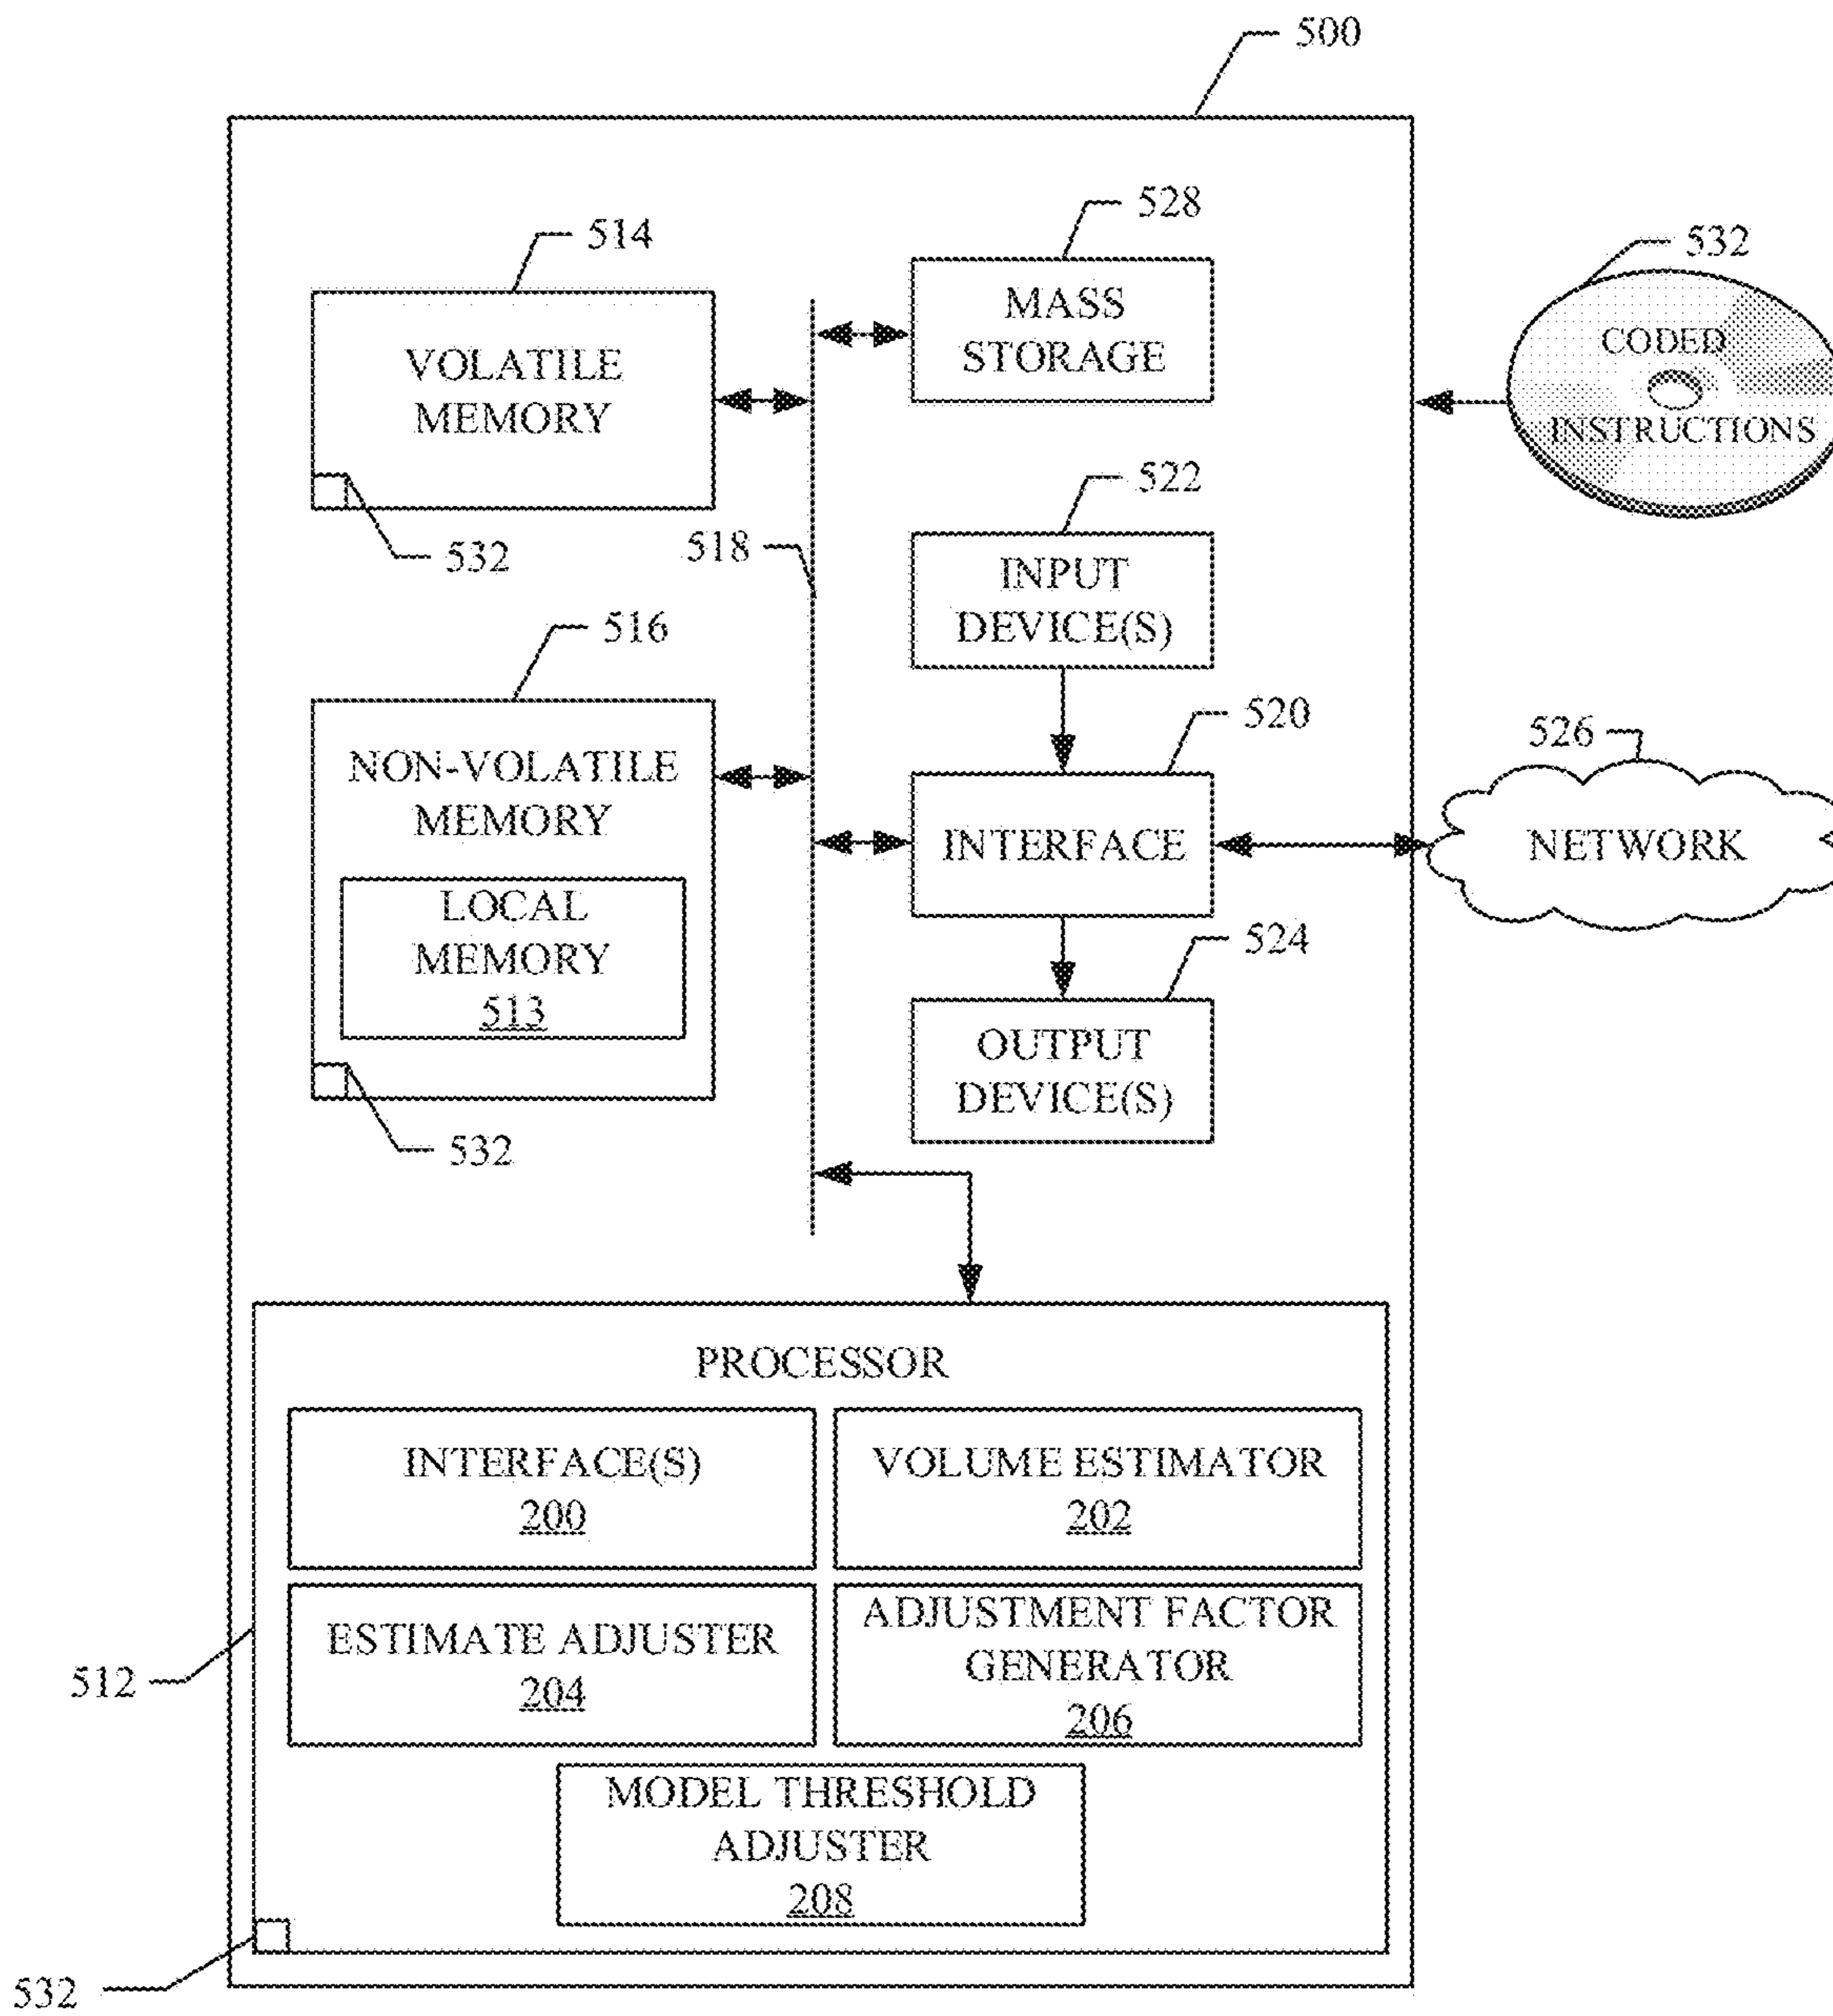 500
528
514
MASS
STORAGE
532
CODED
INSTRUCTIONS
VOLATILE
MEMORY
532
522
518
INPUT
DEVICE(S)
516
520
526
NON-VOLATILE
MEMORY
INTERFACE
NETWORK
LOCAL
MEMORY
513
524
OUTPUT
DEVICE(S)
532
PROCESSOR
INTERFACE(S)
200
VOLUME ESTIMATOR
202
ESTIMATE ADJUSTER
204
ADJUSTMENT FACTOR
GENERATOR
206
512
MODEL THRESHOLD
ADJUSTER
208
532